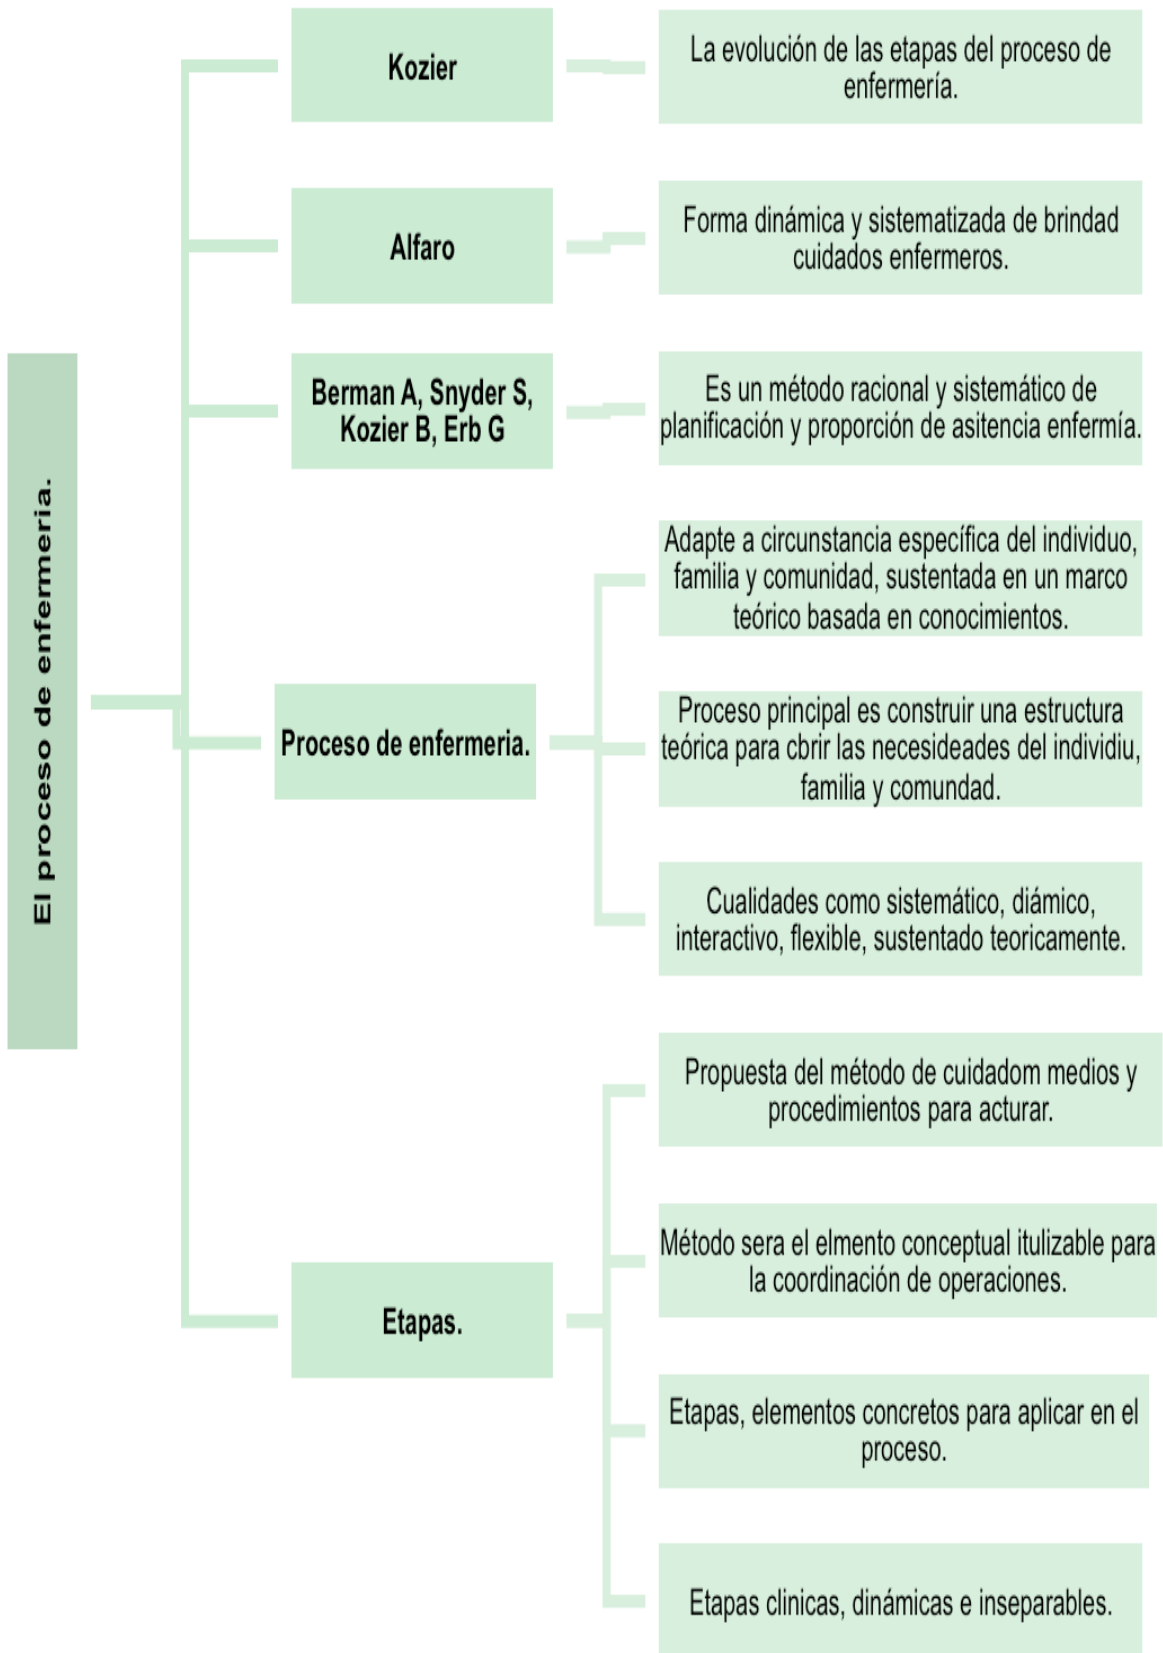 El proceso de enfermeria.
Kozier
La evolución de las etapas del proceso de
enfermería.
Alfaro
Forma dinámica y sistematizada de brindad
cuidados enfermeros.
Berman A, Snyder S,
Kozier B, Erb G
Es un método racional y sistemático de
planificación y proporción de asitencia enfermía.
Proceso de enfermeria.
Adapte a circunstancia específica del individuo,
familia y comunidad, sustentada en un marco
teórico basada en conocimientos.
Proceso principal es construir una estructura
teórica para cbrir las necesideades del individiu,
familia y comundad.
Cualidades como sistemático, diámico,
interactivo, flexible, sustentado teoricamente.
Etapas.
Propuesta del método de cuidadom medios y
procedimientos para acturar.
Método sera el elmento conceptual itulizable para
la coordinación de operaciones.
Etapas, elementos concretos para aplicar en el
proceso.
Etapas clinicas, dinámicas e inseparables.